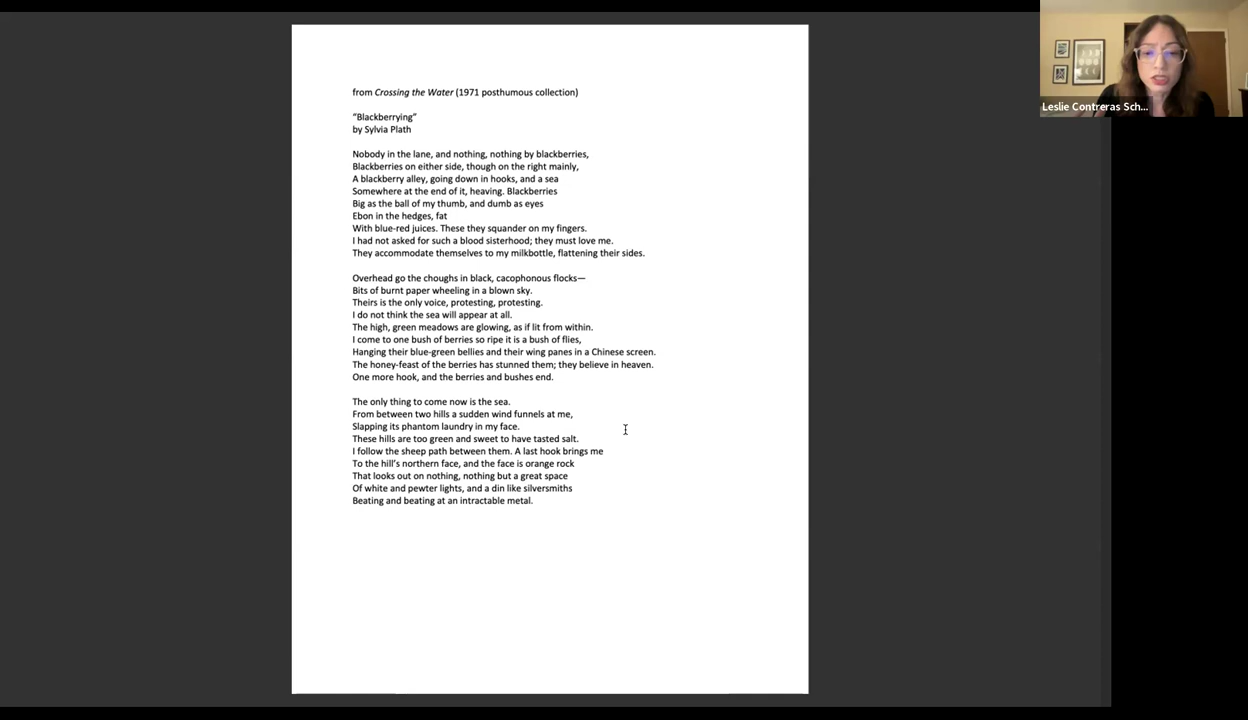 from Crossing the Water (1971 posthumous collection)
“Blackberrying”
by Sylvia Plath
Nobody in the lane, and nothing, nothing by blackberries,
Blackberries on either side, though on the right mainly,
A blackberry alley, going down in hooks, and a sea
Somewhere at the end of it, heaving. Blackberries
Big as the ball of my thumb, and dumb as eyes
Ebon in the hedges, fat
With blue-red juices. These they squander on my fingers.
I had not asked for such a blood sisterhood; they must love me.
They accommodate themselves to my milkbottle, flattening their sides.
Overhead go the choughs in black, cacophonous flocks—
Bits of burnt paper wheeling in a blown sky.
Theirs is the only voice, protesting, protesting.
I do not think the sea will appear at all.
The high, green meadows are glowing, as if lit from within.
I come to one bush of berries so ripe it is a bush of flies,
Hanging their blue-green bellies and their wing panes in a Chinese screen.
The honey-feast of the berries has stunned them; they believe in heaven.
One more hook, and the berries and bushes end.
The only thing to come now is the sea.
From between two hills a sudden wind funnels at me,
Slapping its phantom laundry in my face.
These hills are too green and sweet to have tasted salt.
I follow the sheep path between them. A last hook brings me
To the hill’s northern face, and the face is orange rock
That looks out on nothing, nothing but a great space
Of white and pewter lights, and a din like silversmiths
Beating and beating at an intractable metal.
Leslie Contreras Sch...